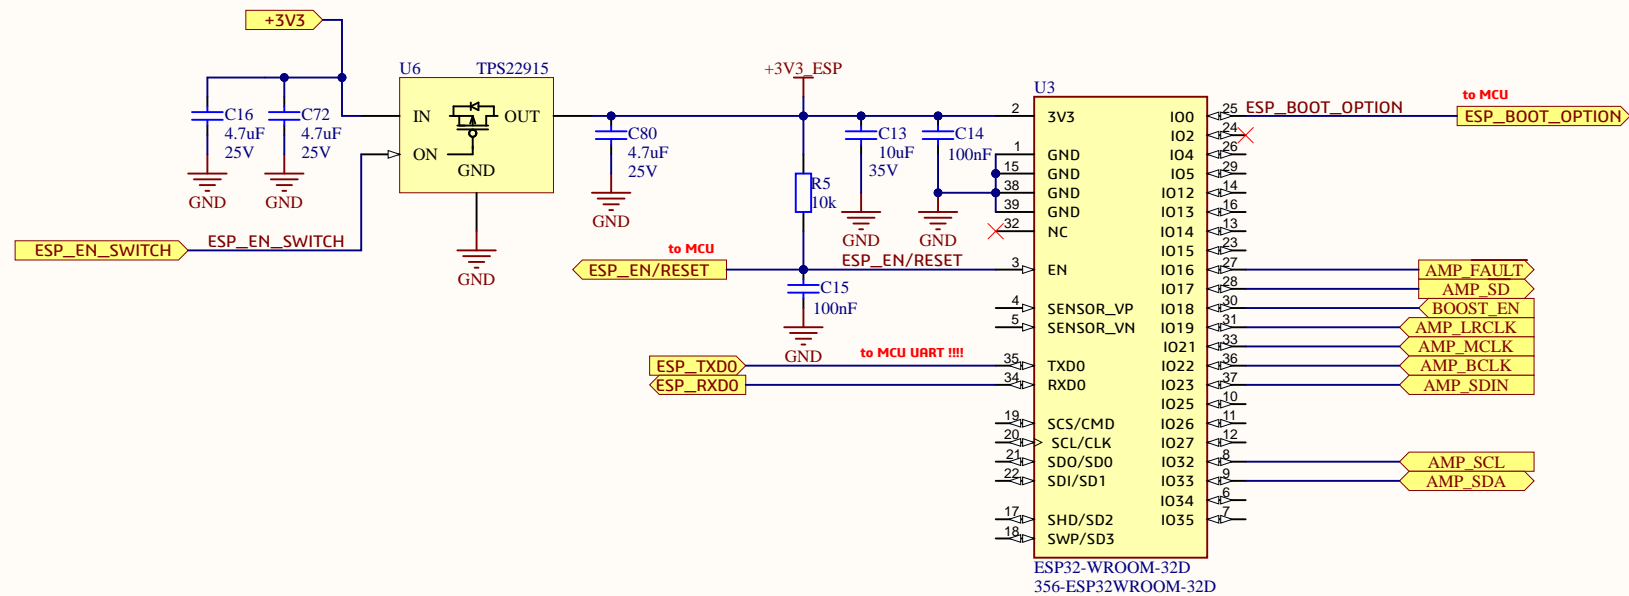 +3V3
U6 TPS22915
IN OUT
ON
GND
C16
4.7uF
25V
GND
C72
4.7uF
25V
GND
GND
ESP_EN_SWITCH ESP_EN_SWITCH
+3V3_ESP
C80
4.7uF
25V
GND
R5
10k
C13
10uF
35V
GND
C14
100nF
GND
to MCU
ESP_EN/RESET ESP_EN/RESET
C15
100nF
GND
to MCU UART !!!!
ESP_TXD0
ESP_RXD0
U3
2 3V3
1 GND
15 GND
38 GND
39 GND
32 NC
3 EN
4 SENSOR_VP
5 SENSOR_VN
35 TXD0
34 RXD0
19 SCS/CMD
20 SCL/CLK
21 SDO/SD0
22 SDI/SD1
17 SHD/SD2
18 SWP/SD3
to MCU
IO0 25 ESP_BOOT_OPTION ESP_BOOT_OPTION
IO2 24
IO4 26
IO5 29
IO12 14
IO13 16
IO14 13
IO15 23
IO16 27 AMP_FAULT
IO17 28 AMP_SD
IO18 30 BOOST_EN
IO19 31 AMP_LRCLK
IO21 33 AMP_MCLK
IO22 36 AMP_BCLK
IO23 37 AMP_SDIN
IO25 10
IO26 11
IO27 12
IO32 8 AMP_SCL
IO33 9 AMP_SDA
IO34 6
IO35 7
ESP32-WROOM-32D
356-ESP32WROOM-32D